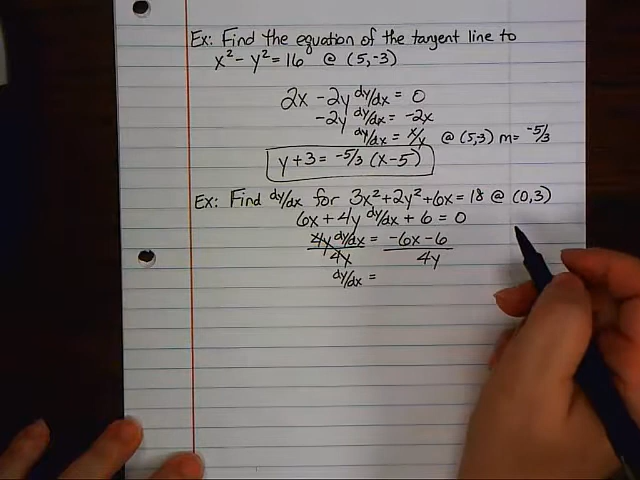 Ex: Find the equation of the tangent line to
x² - y² = 16 @ (5,-3)
2x - 2y dy/dx = 0
-2y dy/dx = -2x
dy/dx = x/y @ (5,3) m= -5/3
y + 3 = -5/3 (x - 5)
Ex: Find dy/dx for 3x² + 2y² + 6x = 18 @ (0,3)
6x + 4y dy/dx + 6 = 0
4y dy/dx = -6x - 6
4y 4y
dy/dx =